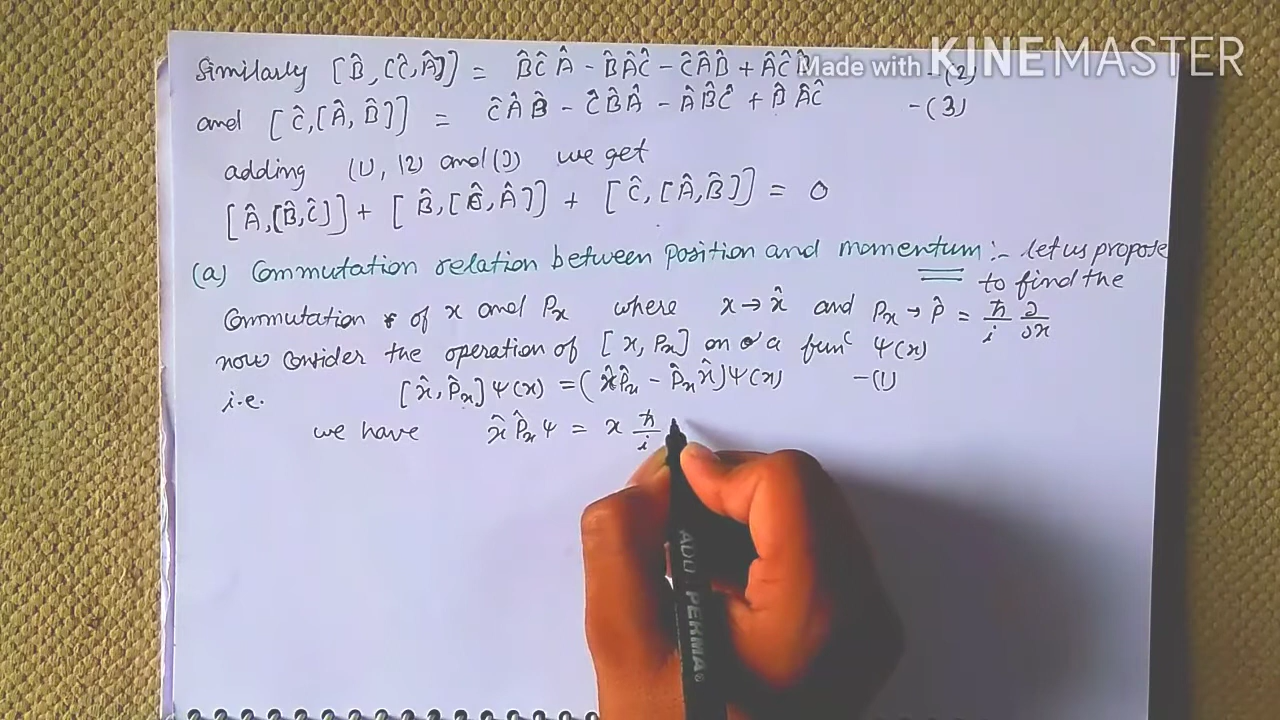 Similarly [B̂, [Ĉ, Â]] = B̂ĈÂ - B̂ÂĈ - ĈÂB̂ + ÂĈB̂ -(2)
Made with KINEMASTER
and [Ĉ, [Â, B̂]] = ĈÂB̂ - ĈB̂Â - ÂB̂Ĉ + B̂ÂĈ -(3)
adding (1), (2) and (3) we get
[Â, [B̂, Ĉ]] + [B̂, [Ĉ, Â]] + [Ĉ, [Â, B̂]] = 0
(a) Commutation relation between position and momentum :- let us propose
to find the
Commutation of x and Px where x → x̂ and Px → P̂ = ħ/i ∂/∂x
now Consider the operation of [x, Px] on a func Ψ(x)
i.e. [x̂, P̂x] Ψ(x) = (x̂P̂x - P̂x x̂) Ψ(x) -(1)
we have x̂ P̂x Ψ = x ħ/i
ADD PERMA